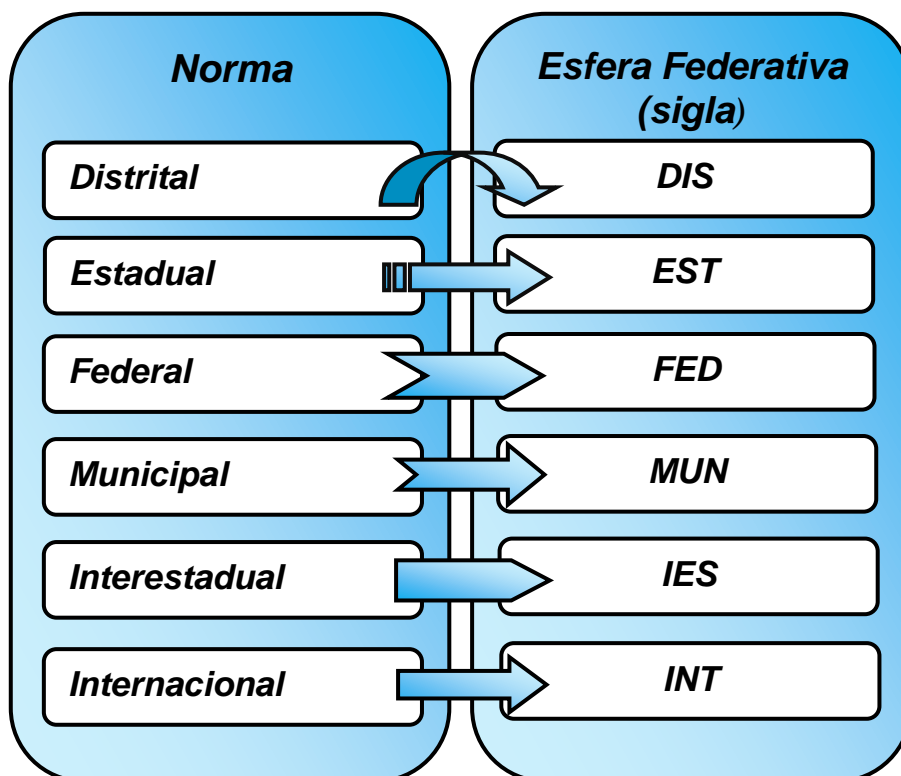 Norma
Distrital
Estadual
Federal
Municipal
Interestadual
Internacional
Esfera Federativa
(sigla)
DIS
EST
FED
MUN
IES
INT